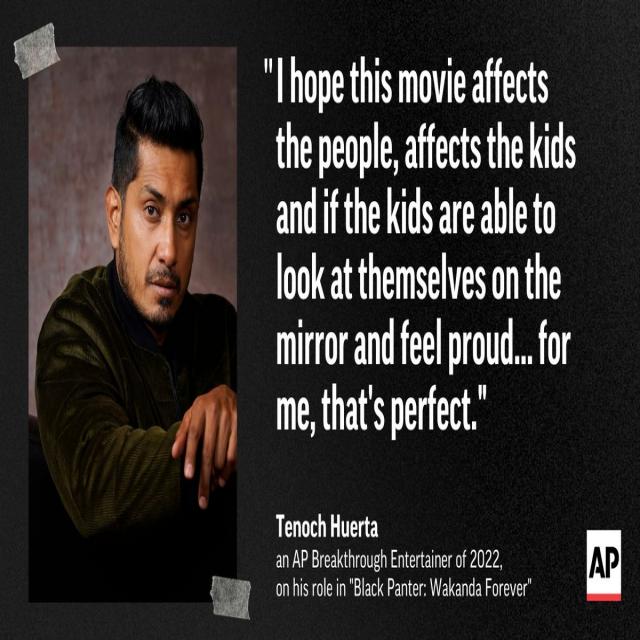 "I hope this movie affects
the people, affects the kids
and if the kids are able to
look at themselves on the
mirror and feel proud... for
me, that's perfect."
Tenoch Huerta
an AP Breakthrough Entertainer of 2022,
on his role in "Black Panter: Wakanda Forever"
AP